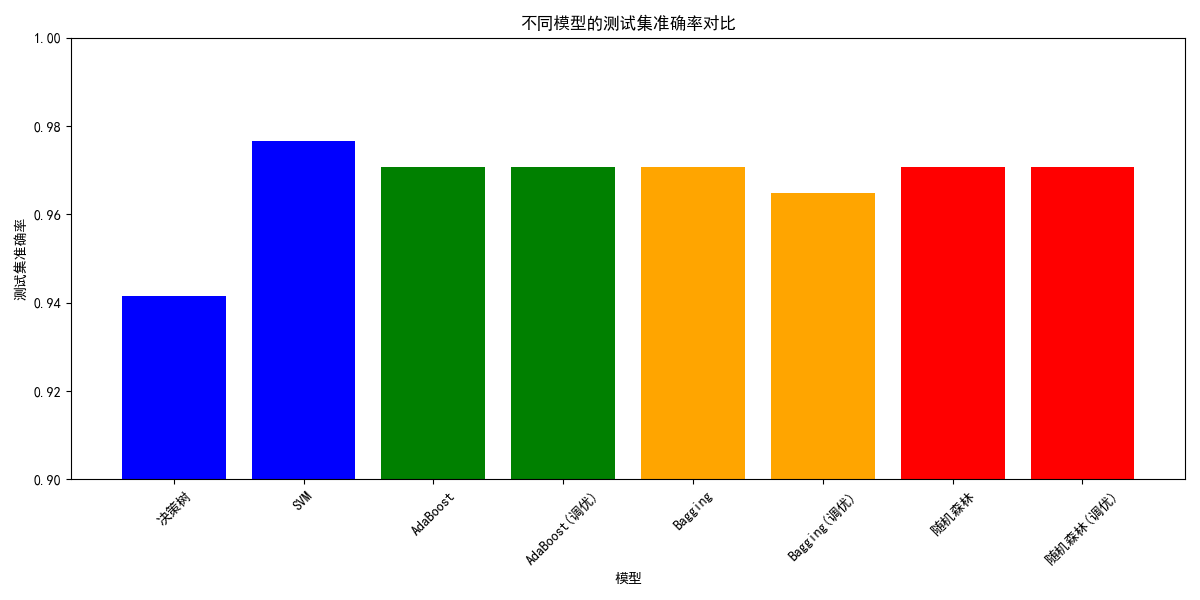 不同模型的测试集准确率对比
测试集准确率
1.00
0.98
0.96
0.94
0.92
0.90
决策树
SVM
AdaBoost
AdaBoost(调优)
Bagging
Bagging(调优)
随机森林
随机森林(调优)
模型